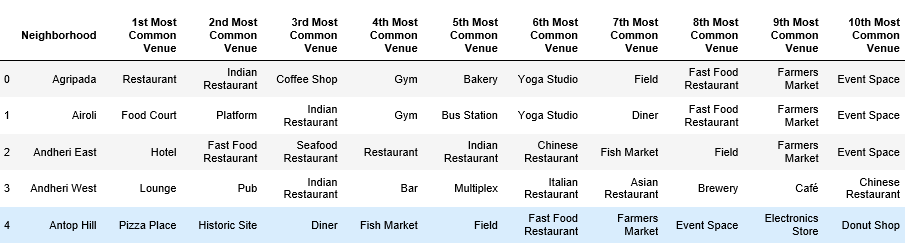 Neighborhood 1st Most Common Venue 2nd Most Common Venue 3rd Most Common Venue 4th Most Common Venue 5th Most Common Venue 6th Most Common Venue 7th Most Common Venue 8th Most Common Venue 9th Most Common Venue 10th Most Common Venue
0 Agripada Restaurant Indian Restaurant Coffee Shop Gym Bakery Yoga Studio Field Fast Food Restaurant Farmers Market Event Space
1 Airoli Food Court Platform Indian Restaurant Gym Bus Station Yoga Studio Diner Fast Food Restaurant Farmers Market Event Space
2 Andheri East Hotel Fast Food Restaurant Seafood Restaurant Restaurant Indian Restaurant Chinese Restaurant Fish Market Field Farmers Market Event Space
3 Andheri West Lounge Pub Indian Restaurant Bar Multiplex Italian Restaurant Asian Restaurant Brewery Café Chinese Restaurant
4 Antop Hill Pizza Place Historic Site Diner Fish Market Field Fast Food Restaurant Farmers Market Event Space Electronics Store Donut Shop